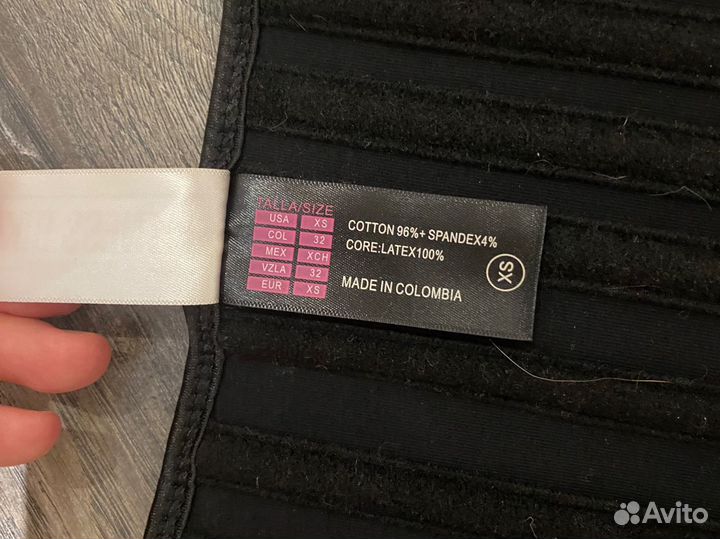 TALLA/SIZE
USA XS
COL 32
MEX XCH
VZLA 32
EUR XS
COTTON 96%+ SPANDEX4%
CORE:LATEX100%
MADE IN COLOMBIA
XS
Avito